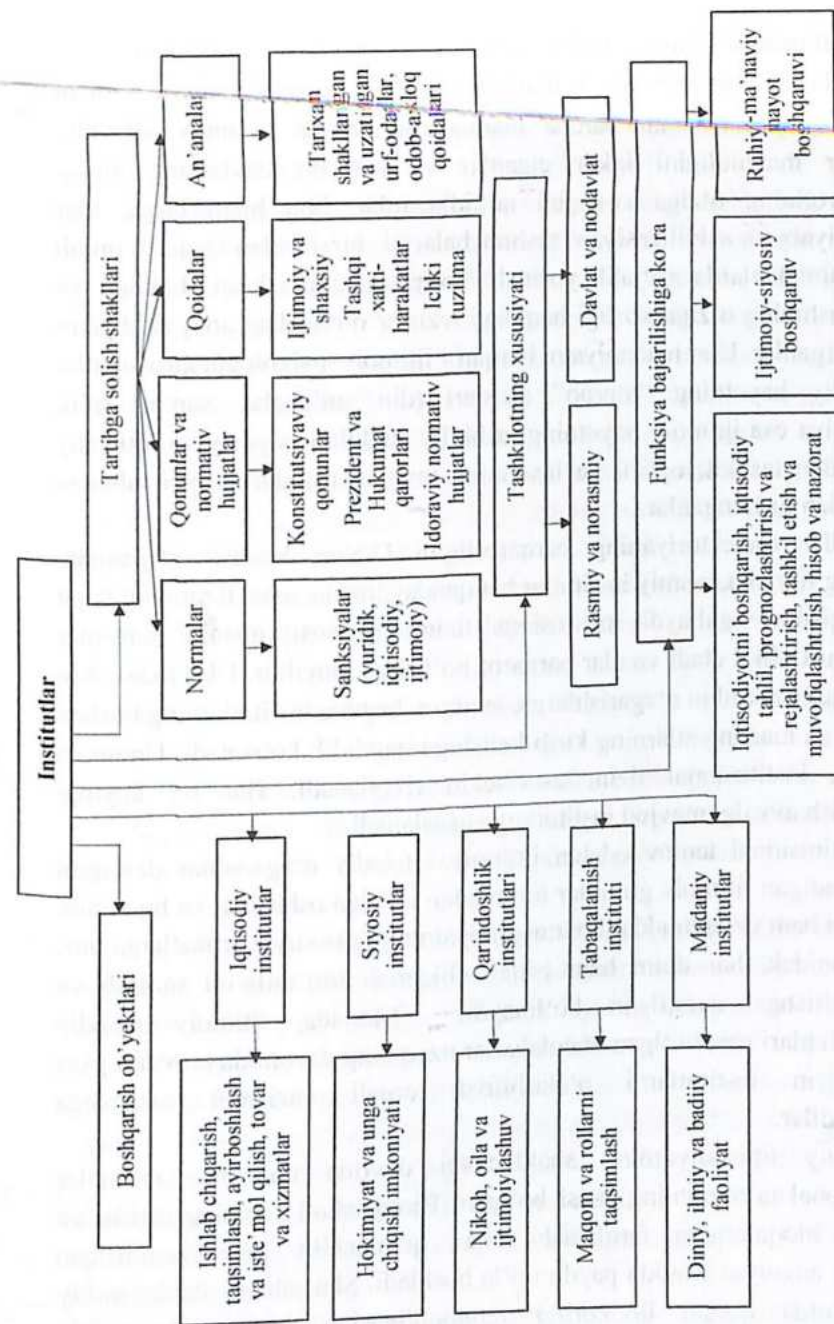 Institutlar
Boshqarish ob’yektlari
Tartibga solish shakllari
Iqtisodiy
institutlar
Ishlab chiqarish,
taqsimlash, ayirboshlash
va iste’mol qilish, tovar
va xizmatlar
Siyosiy
institutlar
Hokmiyat va unga
chiqish imkoniyati
Qarindoshlik
institutlari
Nikoh, oila va
ijtimoiylashuv
Tabaqalanish
instituti
Maqom va rollarni
taqsimlash
Madaniy
institutlar
Diniy, ilmiy va badiiy
faoliyat
Normalar
Qonunlar va
normativ
hujjatlar
Qoidalar
An’analar
Sanksiyalar
(yuridik,
iqtisodiy,
ijtimoiy)
Konstitutsiyaviy
qonunlar
Prezident va
Hukumat
qarorlari
Idoraviy normativ
hujjatlar
Ijtimoiy va
shaxsiy
Tashqi
xatti-
harakatlar
Ichki
tuzilma
Tarixan
shakllangan
va uzatilgan
urf-odatlar,
odob-axloq
qoidalari
Tashkilotning xususiyati
Rasmiy va norasmiy
Davlat va nodavlat
Funksiya bajarilishiga ko’ra
Iqtisodiy boshqarish, iqtisodiy
tahlil, prognozlashtirish va
rejalashtirish, tashkil etish va
muvofiqlashtirish, hisob va nazorat
Ijtimoiy-siyosiy
boshqaruv
Ruhiy-ma’naviy
hayot
boshqaruvi